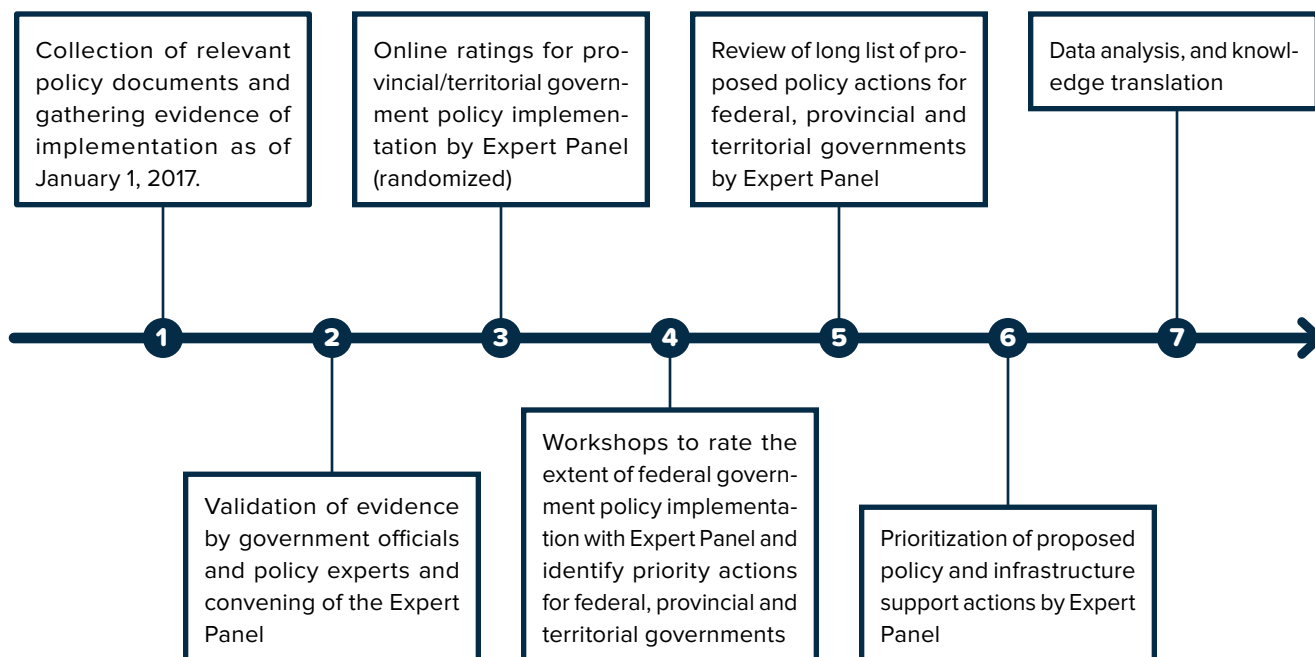 Collection of relevant
policy documents and
gathering evidence of
implementation as of
January 1, 2017.
Online ratings for pro-
vincial/territorial govern-
ment policy implemen-
tation by Expert Panel
(randomized)
Review of long list of pro-
posed policy actions for
federal, provincial and
territorial governments
by Expert Panel
Data analysis, and knowl-
edge translation
1
2
3
4
5
6
7
Validation of evidence
by government officials
and policy experts and
convening of the Expert
Panel
Workshops to rate the
extent of federal govern-
ment policy implementa-
tion with Expert Panel and
identify priority actions
for federal, provincial and
territorial governments
Prioritization of proposed
policy and infrastructure
support actions by Expert
Panel